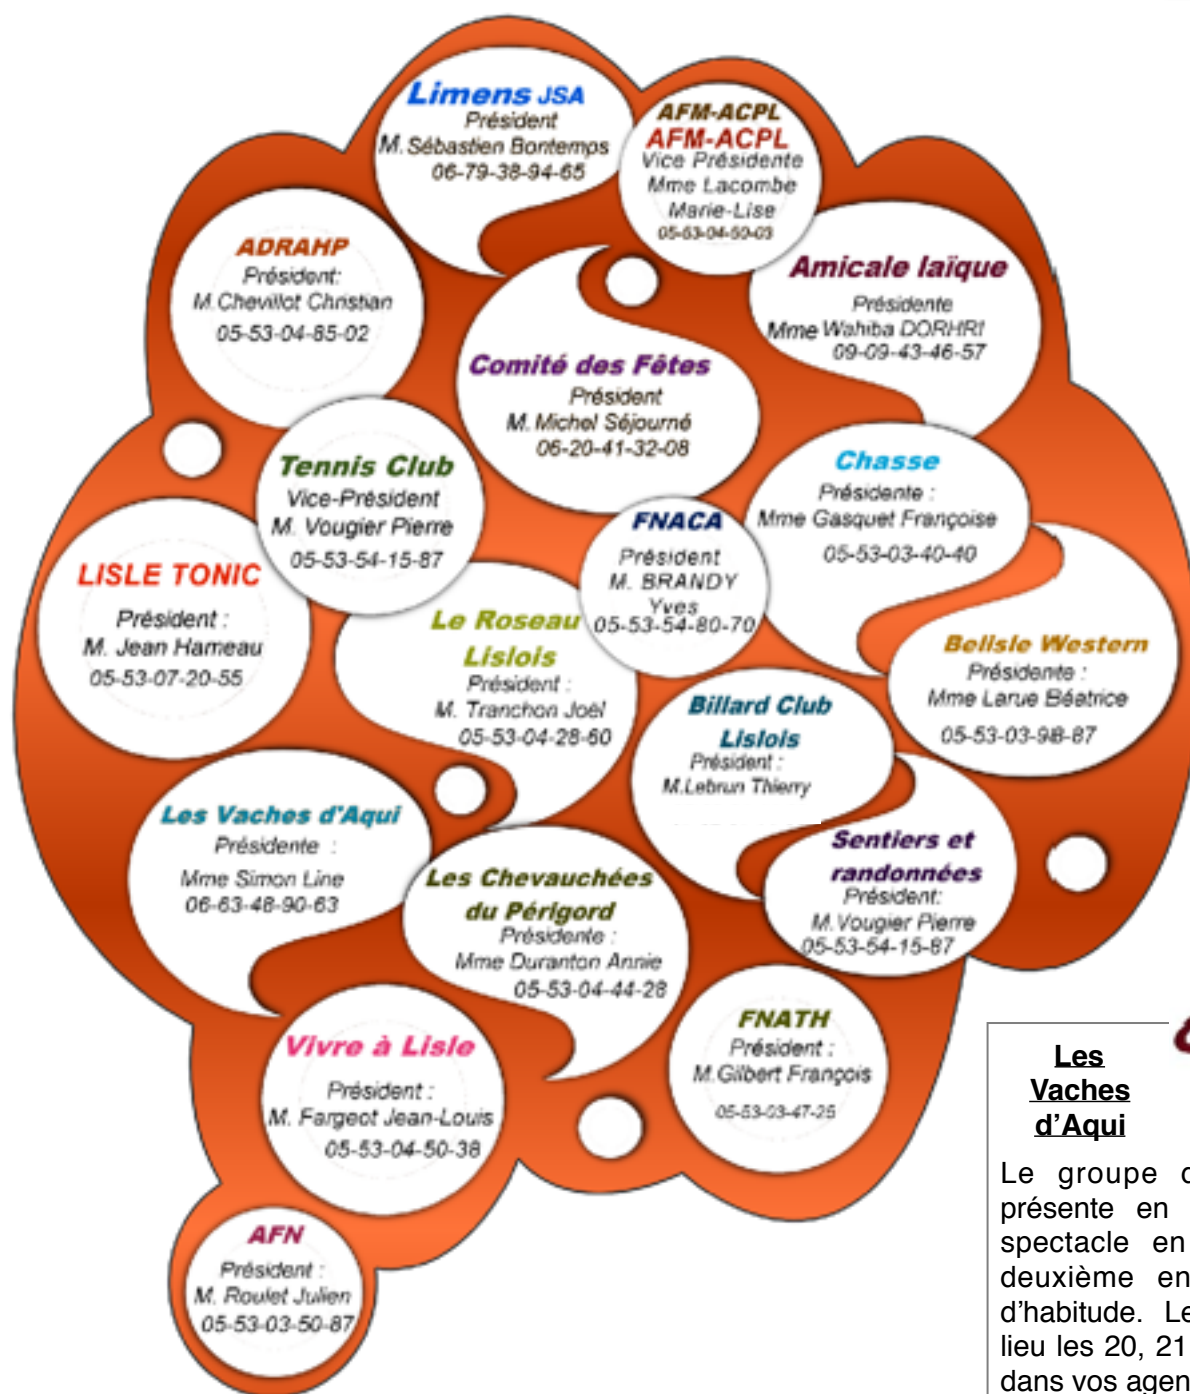 Limens JSA
Président
M. Sébastien Bontemps
06-79-38-94-65
AFM-ACPL
AFM-ACPL
Vice Présidente
Mme Lacombe
Marie-Lise
05-53-04-50-03
ADRAHP
Président:
M.Chevillot Christian
05-53-04-85-02
Amicale laïque
Présidente
Mme Wahiba DORHRI
09-09-43-46-57
Comité des Fêtes
Président
M. Michel Séjourné
06-20-41-32-08
Tennis Club
Vice-Président
M. Vougier Pierre
05-53-54-15-87
Chasse
Présidente :
Mme Gasquet Françoise
05-53-03-40-40
FNACA
Président
M. BRANDY
Yves
05-53-54-80-70
LISLE TONIC
Président :
M. Jean Hameau
05-53-07-20-55
Le Roseau
Lislois
Président :
M. Tranchon Joël
05-53-04-28-60
Belisle Western
Présidente :
Mme Larue Béatrice
05-53-03-98-87
Billard Club
Lislois
Président :
M.Lebrun Thierry
Les Vaches d'Aqui
Présidente :
Mme Simon Line
06-63-48-90-63
Sentiers et
randonnées
Président:
M.Vougier Pierre
05-53-54-15-87
Les Chevauchées
du Périgord
Présidente :
Mme Duranton Annie
05-53-04-44-28
FNATH
Président :
M.Gilbert François
05-53-03-47-25
Vivre à Lisle
Président :
M. Fargeot Jean-Louis
05-53-04-50-38
AFN
Président :
M. Roulet Julien
05-53-03-50-87
Les
Vaches
d’Aqui
Le groupe
présente en
spectacle en
deuxième en
d’habitude. Le
lieu les 20, 21
dans vos agen